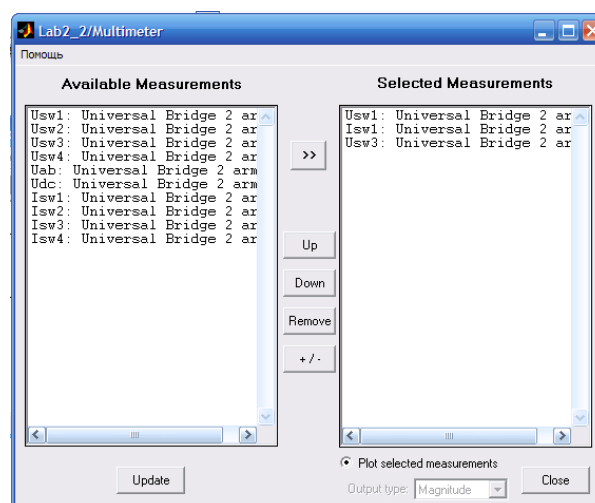 Lab2_2/Multimeter
Помощь
Available Measurements
Selected Measurements
Usw1: Universal Bridge 2 ar
Usw2: Universal Bridge 2 ar
Usw3: Universal Bridge 2 ar
Usw4: Universal Bridge 2 ar
Uab: Universal Bridge 2 arm
Udc: Universal Bridge 2 arm
Isw1: Universal Bridge 2 ar
Isw2: Universal Bridge 2 ar
Isw3: Universal Bridge 2 ar
Isw4: Universal Bridge 2 ar
>>
Up
Down
Remove
+ / -
Usw1: Universal Bridge 2 ar
Isw1: Universal Bridge 2 ar
Usw3: Universal Bridge 2 ar
Update
Plot selected measurements
Output type: Magnitude
Close